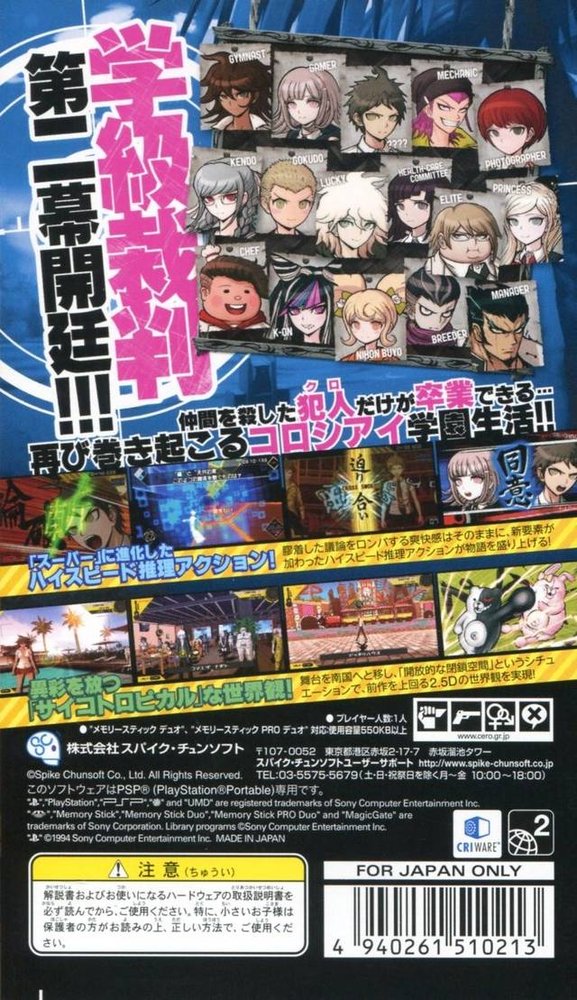 学級裁判
第二幕開廷!!!
GYMNAST
GAMER
????
MECHANIC
PHOTOGRAPHER
KENDO
GOKUDO
LUCKY
HEALTH-CARE
COMMITTEE
ELITE
PRINCESS
CHEF
K-ON
NIHON BUYO
BREEDER
MANAGER
クロ
仲間を殺した犯人だけが卒業できる…
再び巻き起こるコロシアイ学園生活!!
迫り合い
同意
「スーパー」に進化した
ハイスピード推理アクション!
膠着した議論をロンパする爽快感はそのままに、新要素が
加わったハイスピード推理アクションが物語を盛り上げる!
異彩を放つ
「サイコトロピカル」な世界観!
舞台を南国へと移し、「開放的な閉鎖空間」というシチュ
エーションで、前作を上回る2.5Dの世界観を実現!
●プレイヤー人数:1人
●“メモリースティック デュオ”、“メモリースティック PRO デュオ”対応:使用容量550KB以上
www.cero.gr.jp
株式会社スパイク・チュンソフト
〒107-0052 東京都港区赤坂2-17-7 赤坂溜池タワー
スパイク・チュンソフトユーザーサポート http://www.spike-chunsoft.co.jp
TEL:03-5575-5679(土・日・祝祭日を除く月~金 10:00~18:00)
©Spike Chunsoft Co., Ltd. All Rights Reserved.
このソフトウェアはPSP® (PlayStation®Portable)専用です。
"PlayStation", "PSP", and "UMD" are registered trademarks of Sony Computer Entertainment Inc.
"Memory Stick","Memory Stick Duo","Memory Stick PRO Duo" and "MagicGate" are
trademarks of Sony Corporation. Library programs ©Sony Computer Entertainment Inc.
©1994 Sony Computer Entertainment Inc. MADE IN JAPAN
CRIWARE
2
注意 (ちゅうい)
解説書およびお使いになるハードウェアの取扱説明書を
必ず読んでから、ご使用ください。特に、小さいお子様は
保護者の方がお読みの上、正しい方法で、ご使用ください。
FOR JAPAN ONLY
4 940261 510213